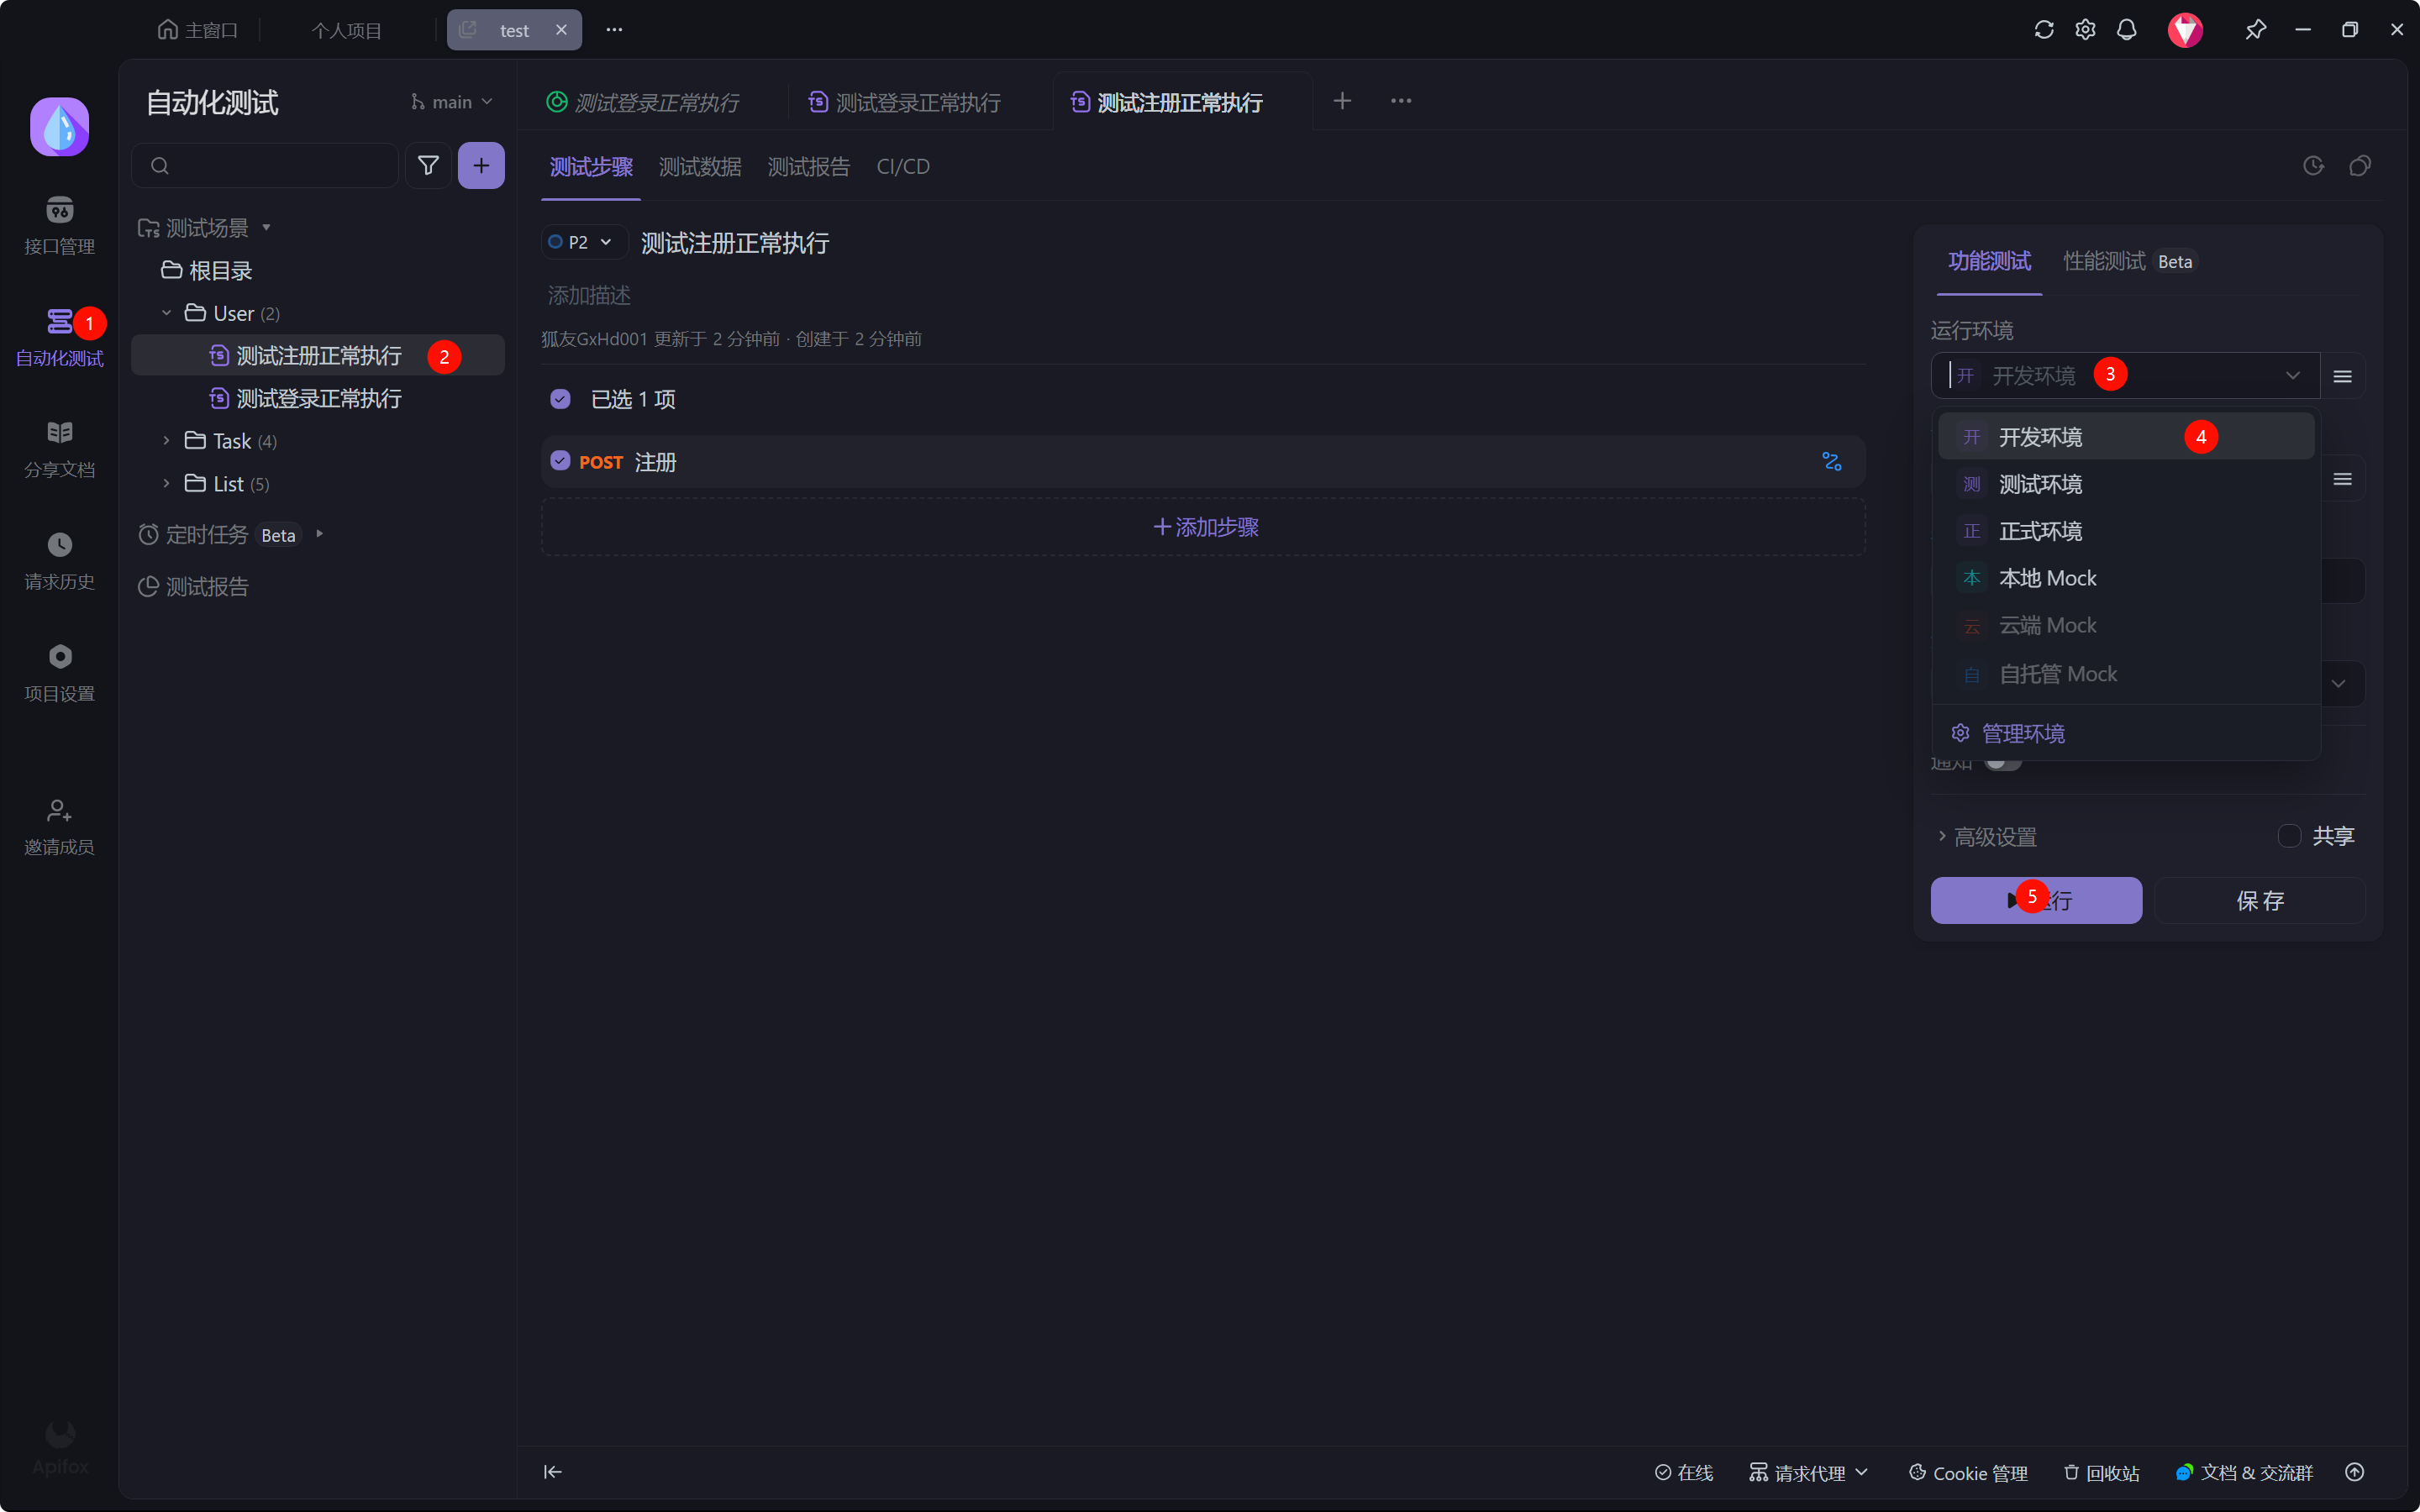 主窗口
个人项目
test
自动化测试
main
测试登录正常执行
测试登录正常执行
测试注册正常执行
接口管理
自动化测试
1
分享文档
请求历史
项目设置
邀请成员
Apifox
测试场景
根目录
User (2)
测试注册正常执行
2
测试登录正常执行
Task (4)
List (5)
定时任务 Beta
测试报告
测试步骤
测试数据
测试报告
CI/CD
P2
测试注册正常执行
添加描述
狐友GxHd001 更新于 2 分钟前 · 创建于 2 分钟前
已选 1 项
POST 注册
添加步骤
功能测试
性能测试 Beta
运行环境
开 开发环境
3
开 开发环境
4
测 测试环境
正 正式环境
本 本地 Mock
云 云端 Mock
自 自托管 Mock
管理环境
通知
高级设置
共享
5
行
保存
在线
请求代理
Cookie 管理
回收站
文档 & 交流群